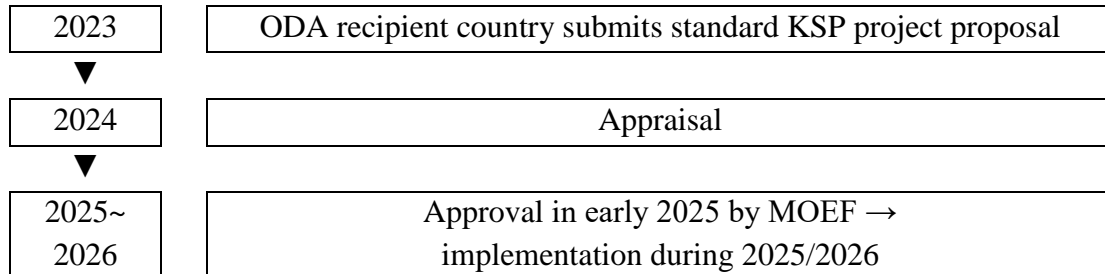 2023 ODA recipient country submits standard KSP project proposal
▼
2024 Appraisal
▼
2025~ Approval in early 2025 by MOEF →
2026 implementation during 2025/2026